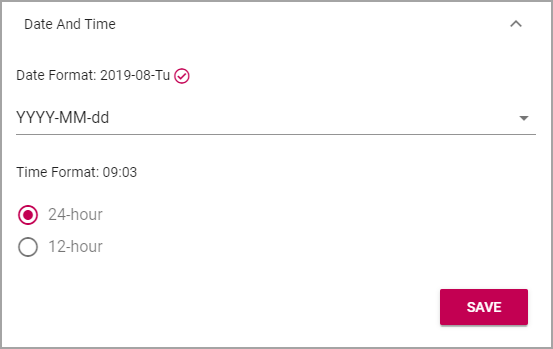 Date And Time
Date Format: 2019-08-Tu
YYYY-MM-dd
Time Format: 09:03
24-hour
12-hour
SAVE